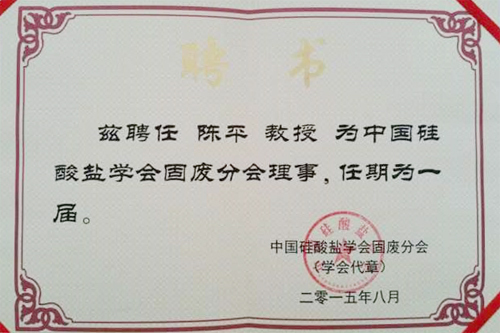 聘书
兹聘任 陈平 教授 为中国硅
酸盐学会固废分会理事，任期为一
届。
中国硅酸盐学会固废分会
（学会代章）
二零一五年八月